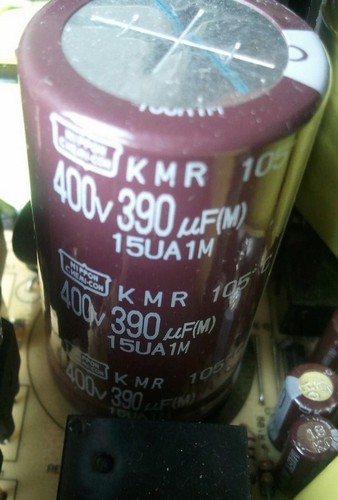 NIPPON CHEMI-CON KMR 105°C
400V 390 μF(M)
15UA1M
NIPPON CHEMI-CON KMR 105°C
400V 390 μF(M)
15UA1M
KMR 105
400V 390 μF(M)